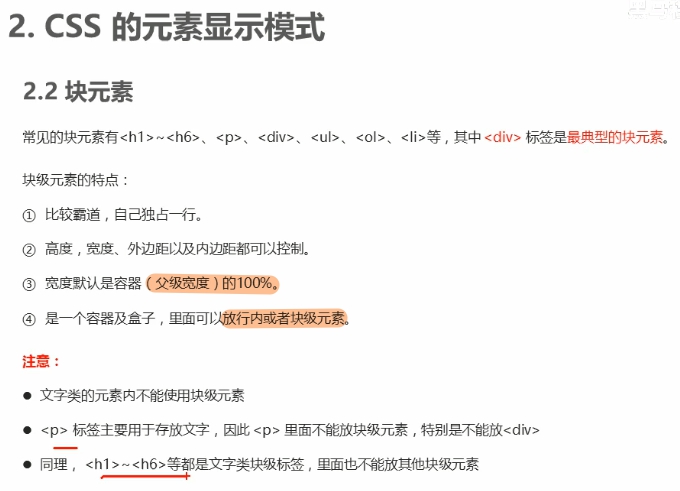 2. CSS 的元素显示模式
2.2 块元素
常见的块元素有<h1>~<h6>、<p>、<div>、<ul>、<ol>、<li>等，其中 <div> 标签是最典型的块元素。
块级元素的特点：
① 比较霸道，自己独占一行。
② 高度，宽度、外边距以及内边距都可以控制。
③ 宽度默认是容器（父级宽度）的100%。
④ 是一个容器及盒子，里面可以放行内或者块级元素。
注意：
● 文字类的元素内不能使用块级元素
● <p> 标签主要用于存放文字，因此 <p> 里面不能放块级元素，特别是不能放<div>
● 同理， <h1>~<h6>等都是文字类块级标签，里面也不能放其他块级元素